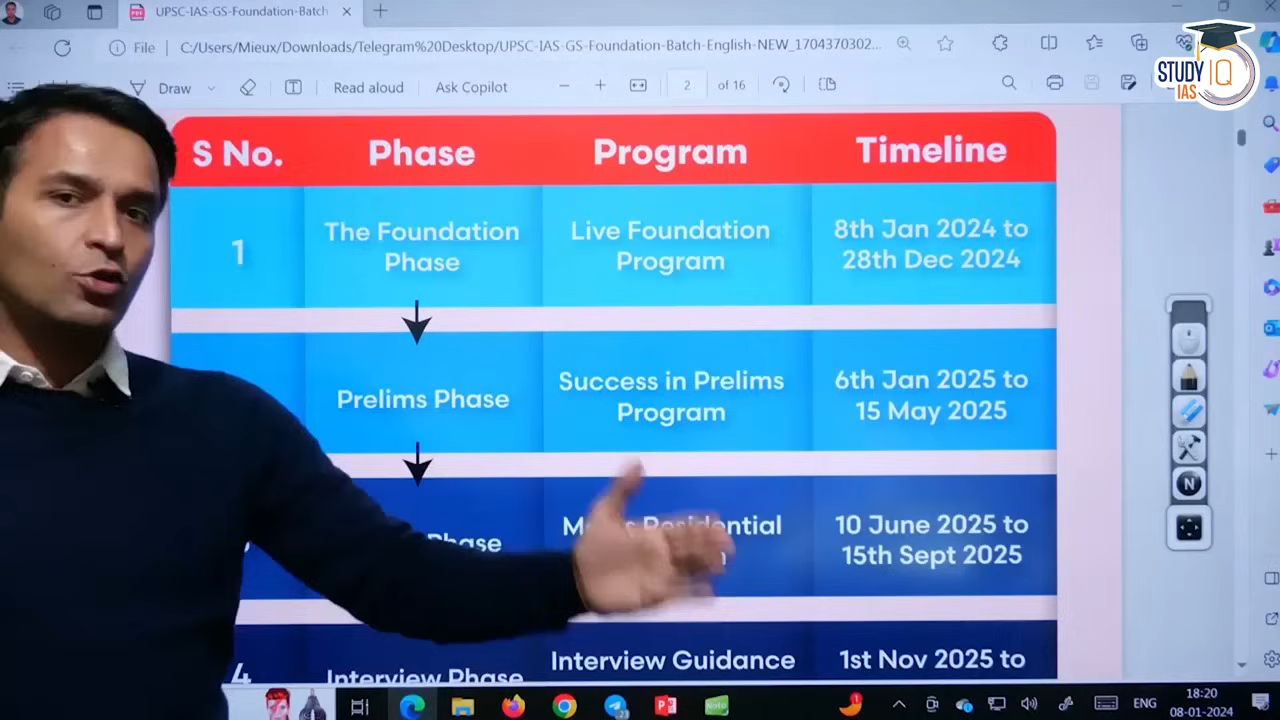 UPSC-IAS-GS-Foundation-Batch
File
C:/Users/Mieux/Downloads/Telegram%20Desktop/UPSC-IAS-GS-Foundation-Batch-English-NEW_1704370302...
STUDY IQ
IAS
Draw
Read aloud
Ask Copilot
2
of 16
S No.
Phase
Program
Timeline
1
The Foundation
Phase
Live Foundation
Program
8th Jan 2024 to
28th Dec 2024
Prelims Phase
Success in Prelims
Program
6th Jan 2025 to
15 May 2025
Phase
Residential
10 June 2025 to
15th Sept 2025
4
Interview Phase
Interview Guidance
1st Nov 2025 to
N
ENG
18:20
08-01-2024